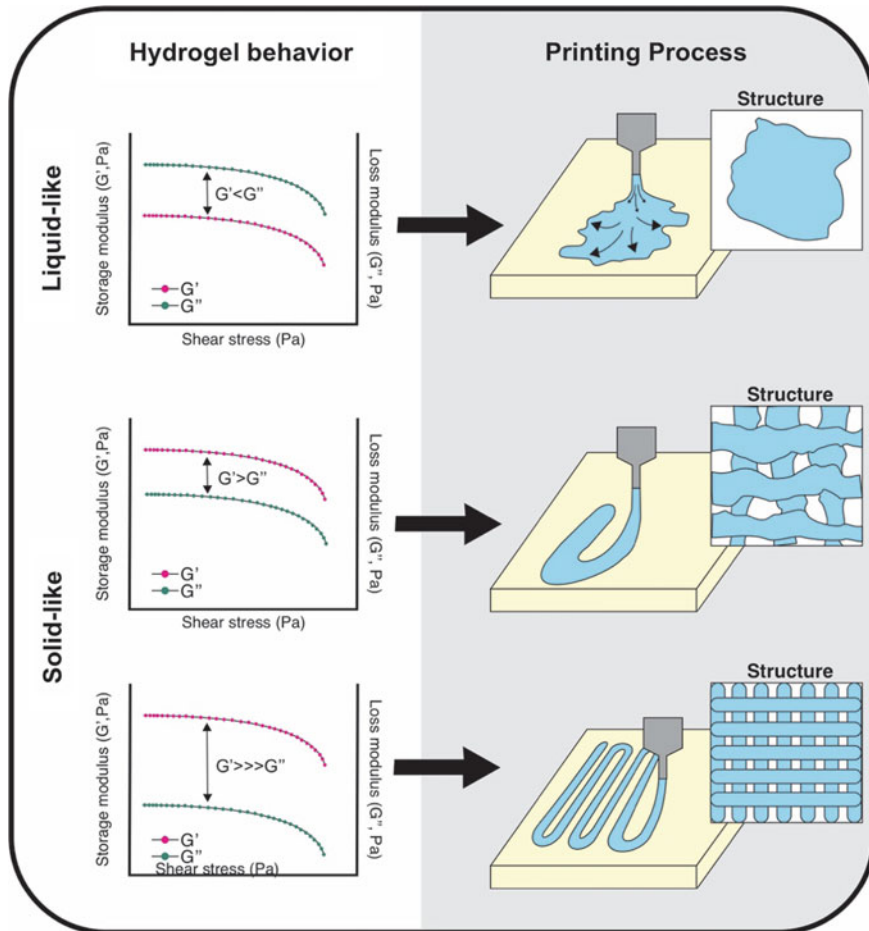 Hydrogel behavior
Printing Process
Liquid-like
Storage modulus (G',Pa)
G'<G"
G'
G"
Shear stress (Pa)
Loss modulus (G", Pa)
Structure
Solid-like
Storage modulus (G',Pa)
G'>G"
G'
G"
Shear stress (Pa)
Loss modulus (G", Pa)
Structure
Storage modulus (G',Pa)
G'>>>G"
G'
G"
Shear stress (Pa)
Loss modulus (G", Pa)
Structure